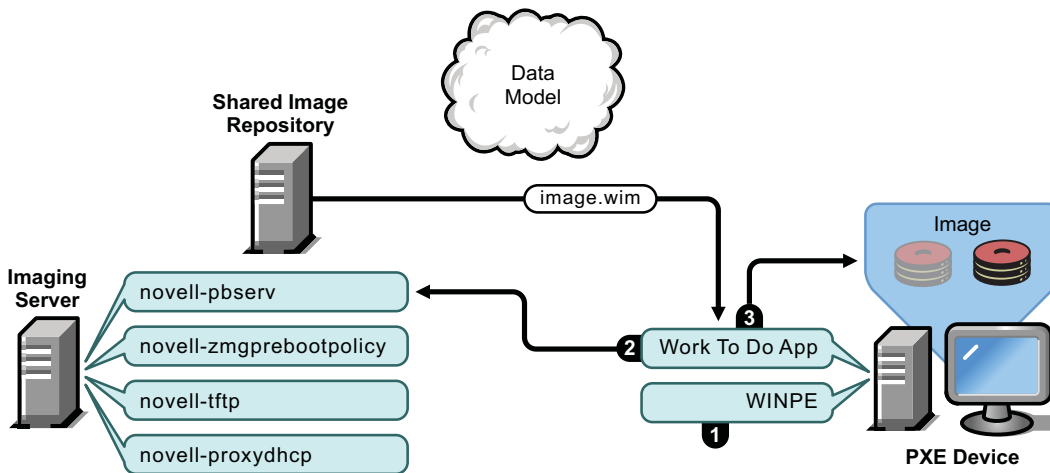 Data
Model
Shared Image
Repository
image.wim
Image
Imaging
Server
novell-pbserv
novell-zmgprebootpolicy
novell-tftp
novell-proxydhcp
3
2
Work To Do App
WINPE
1
PXE Device